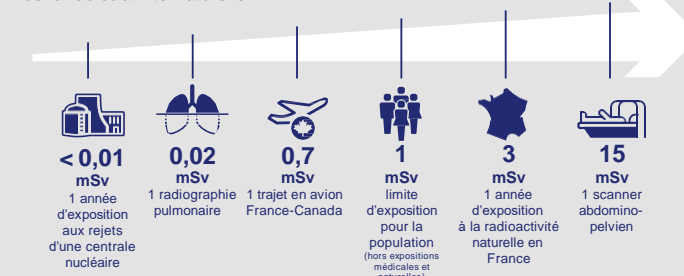 < 0,01
mSv
1 année
d'exposition
aux rejets
d'une centrale
nucléaire
0,02
mSv
1 radiographie
pulmonaire
0,7
mSv
1 trajet en avion
France-Canada
1
mSv
limite
d'exposition
pour la
population
(hors expositions
médicales et
naturelles)
3
mSv
1 année
d'exposition
à la radioactivité
naturelle en
France
15
mSv
1 scanner
abdomino-
pelvien